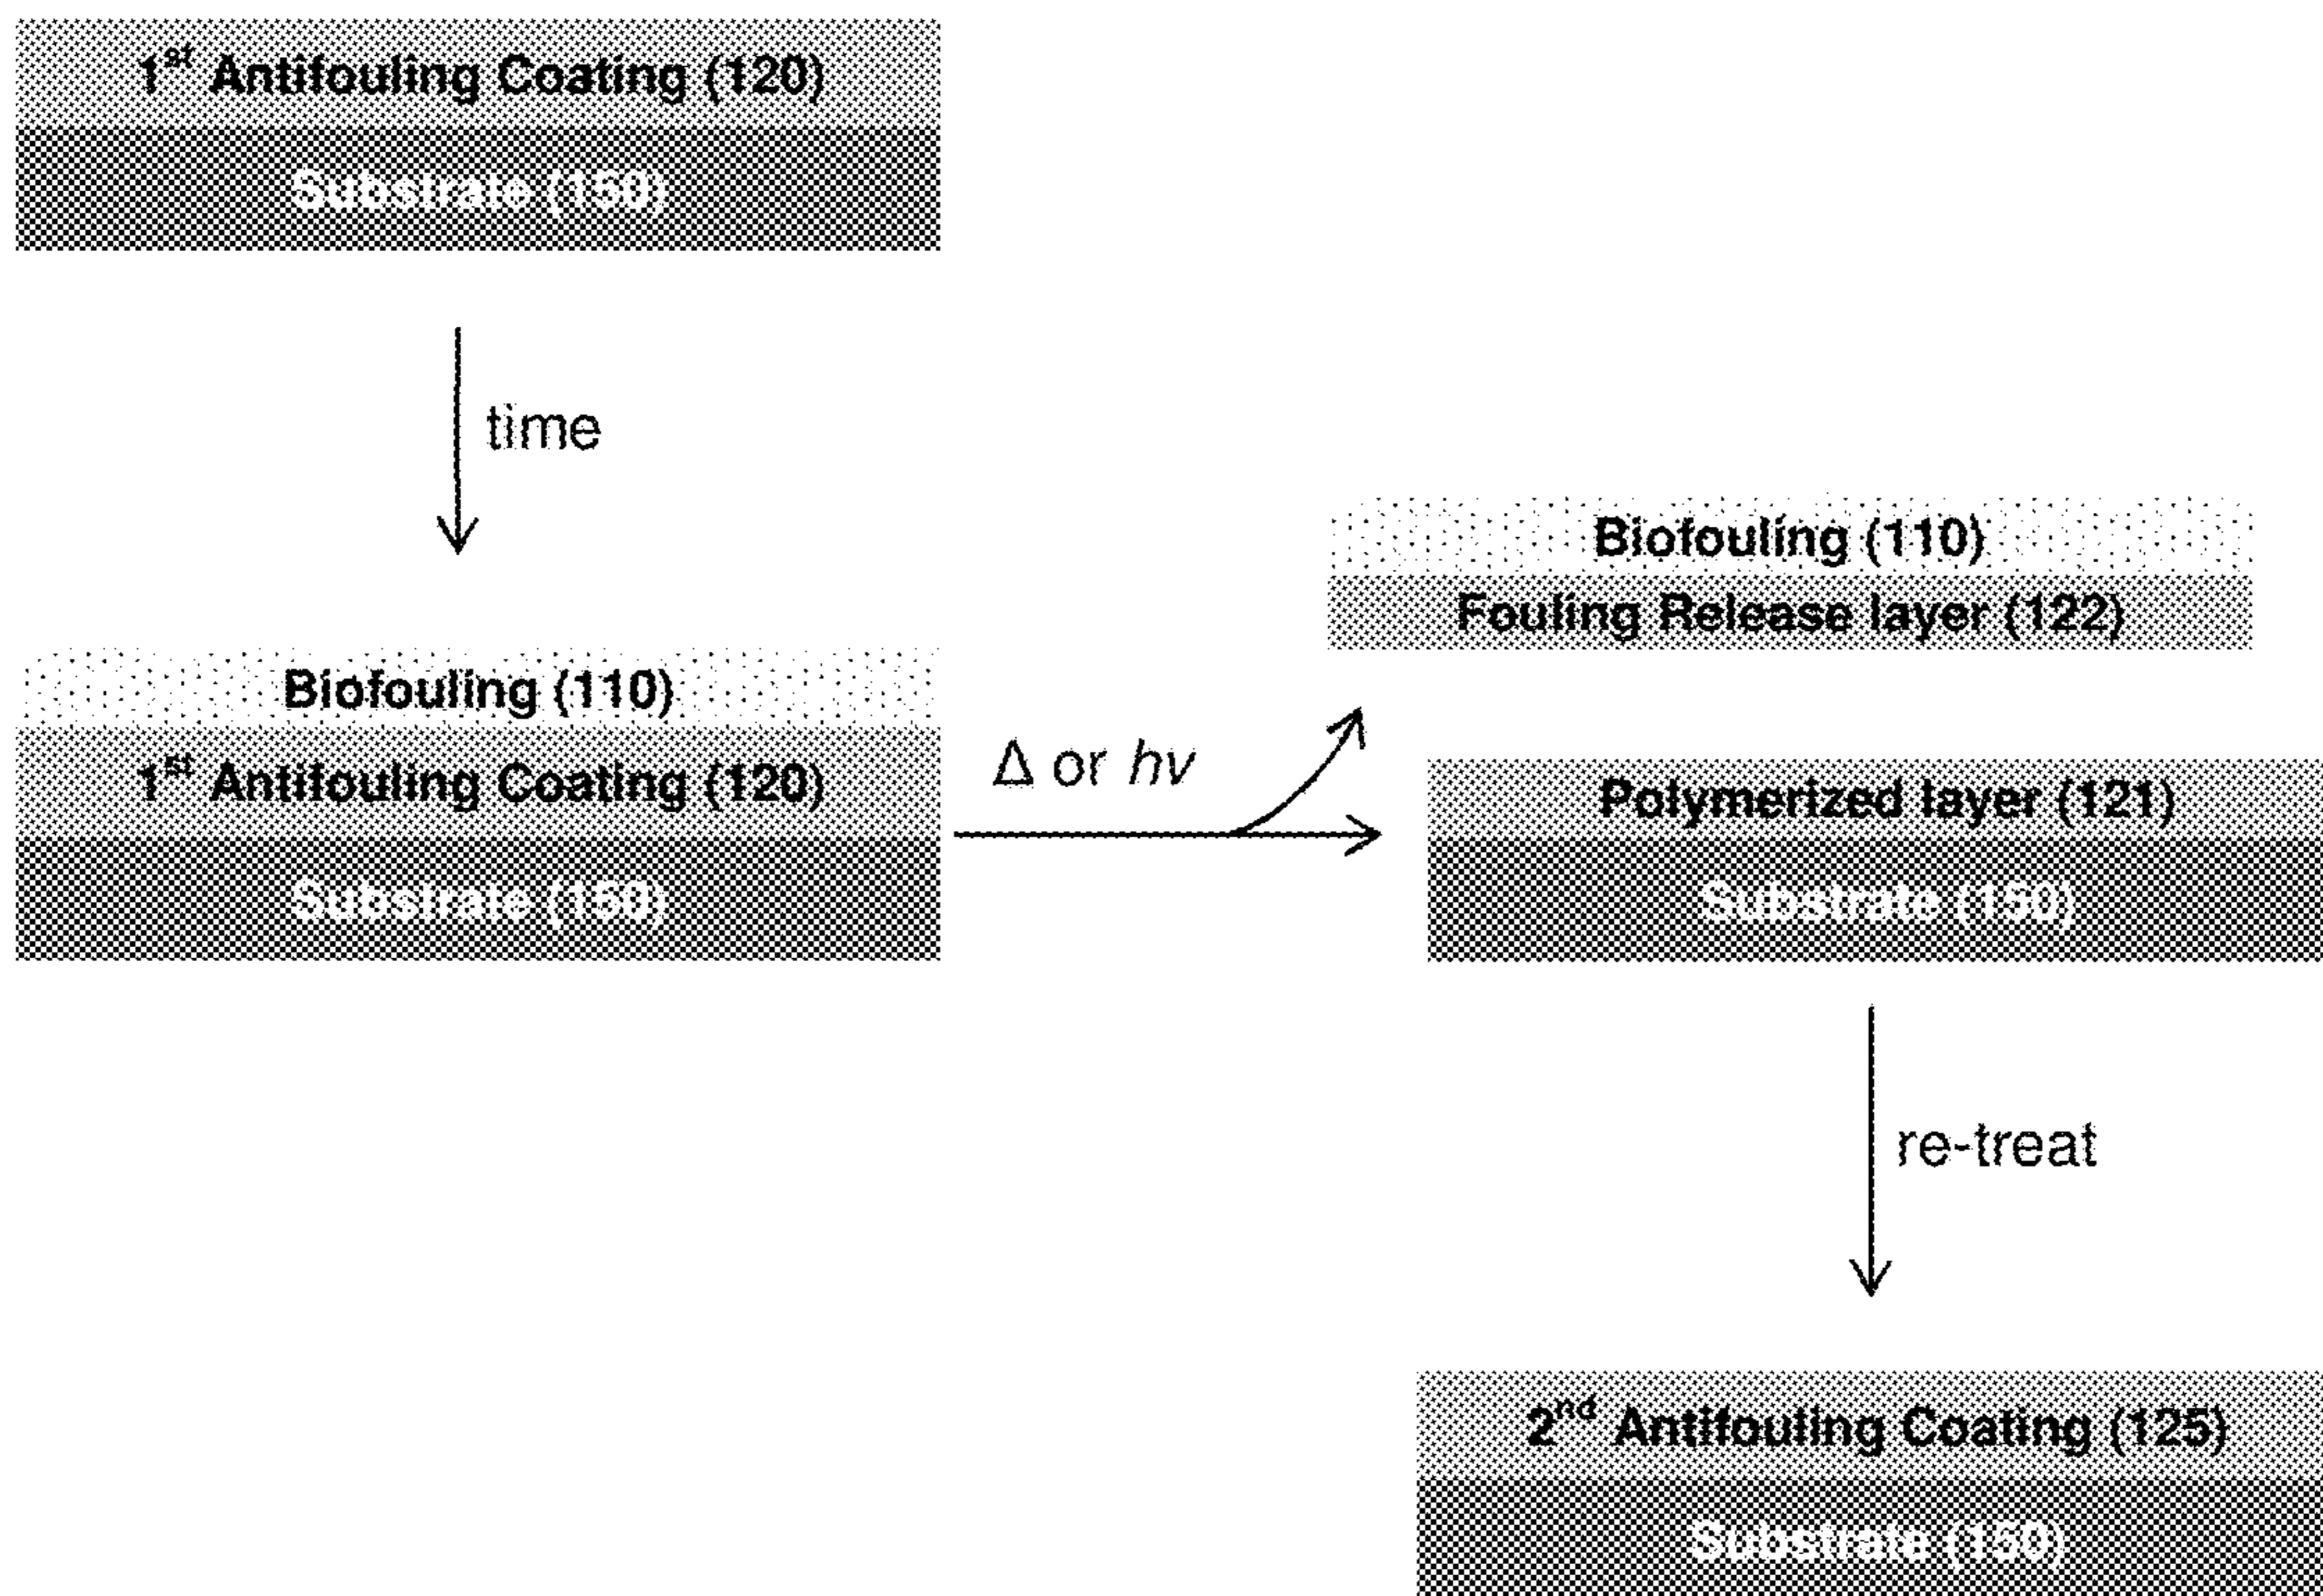 1st Antifouling Coating (120)
Substrate (150)
time
Biofouling (110)
1st Antifouling Coating (120)
Substrate (150)
Δ or hν
Biofouling (110)
Fouling Release layer (122)
Polymerized layer (121)
Substrate (150)
re-treat
2nd Antifouling Coating (125)
Substrate (150)